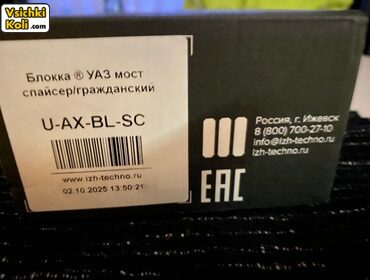 Vsichki
Koli.com
Блокка ® УАЗ мост
спайсер/гражданский
U-AX-BL-SC
www.izh-techno.ru
02.10.2025 13:50:21
Россия, г. Ижевск
8 (800) 700-27-10
info@izh-techno.ru
izh-techno.ru
EAC